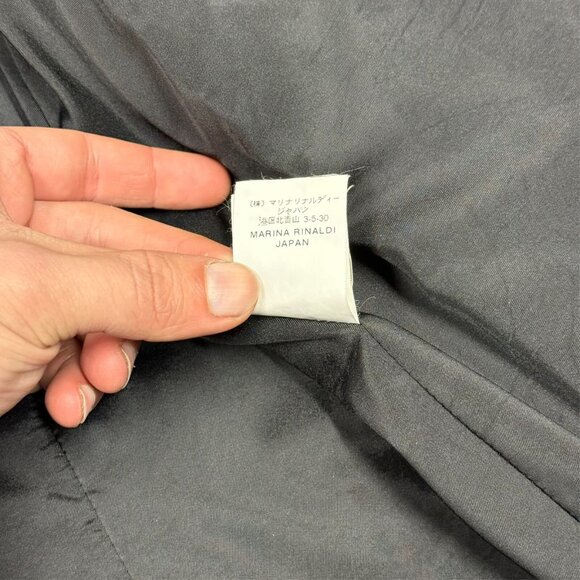 (株) マリナリナルディー
ジャパン
港区北青山 3-5-30
MARINA RINALDI
JAPAN